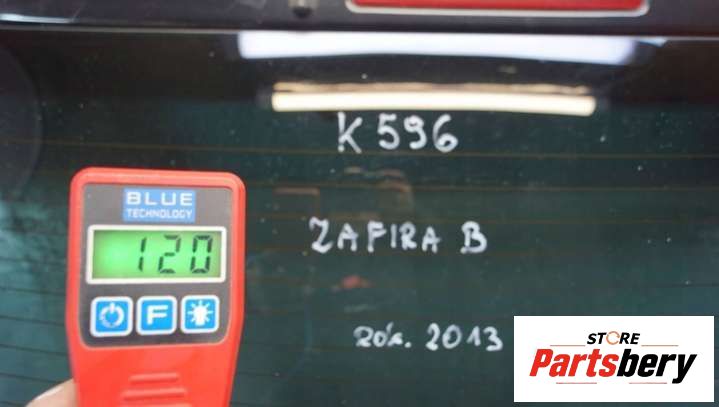 K596
BLUE
TECHNOLOGY
120
F
ZAFIRA B
Rok. 2013
STORE
Partsbery